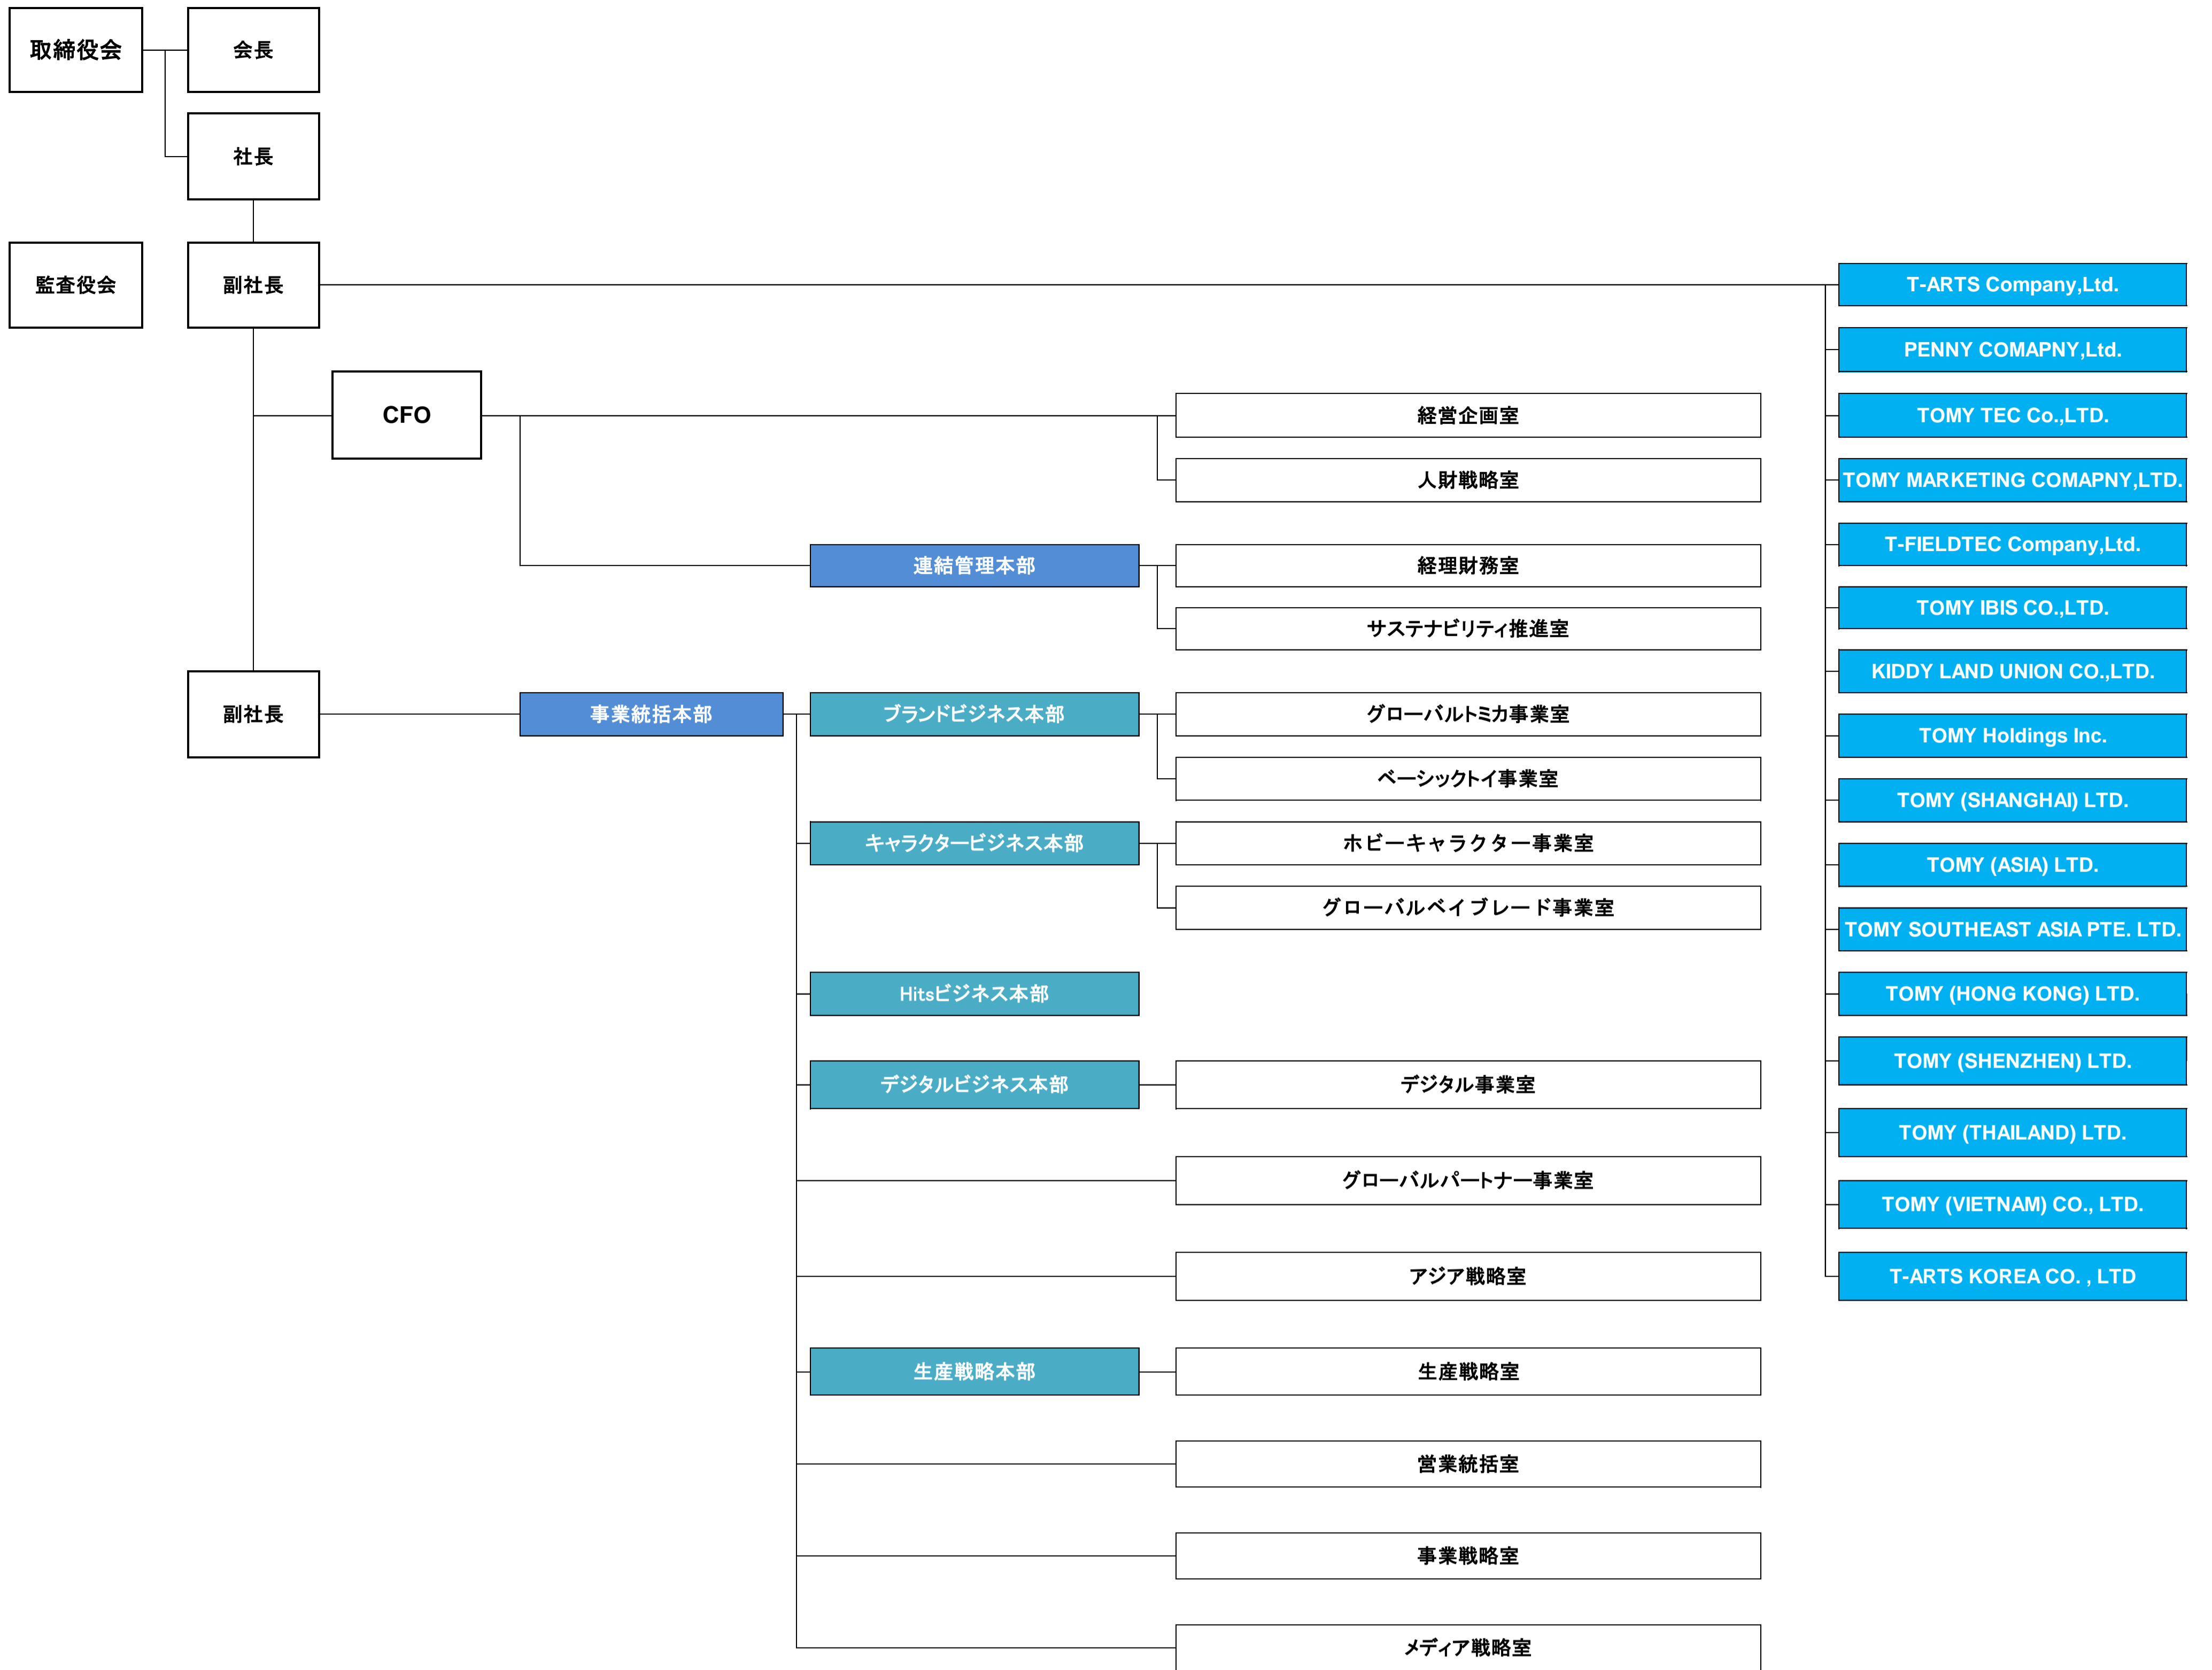 取締役会
会長
社長
監査役会
副社長
T-ARTS Company,Ltd.
PENNY COMAPNY,Ltd.
CFO
経営企画室
TOMY TEC Co.,LTD.
人財戦略室
TOMY MARKETING COMAPNY,LTD.
T-FIELDTEC Company,Ltd.
連結管理本部
経理財務室
TOMY IBIS CO.,LTD.
サステナビリティ推進室
KIDDY LAND UNION CO.,LTD.
副社長
事業統括本部
ブランドビジネス本部
グローバルトミカ事業室
TOMY Holdings Inc.
ベーシックトイ事業室
TOMY (SHANGHAI) LTD.
キャラクタービジネス本部
ホビーキャラクター事業室
TOMY (ASIA) LTD.
グローバルベイブレード事業室
TOMY SOUTHEAST ASIA PTE. LTD.
Hitsビジネス本部
TOMY (HONG KONG) LTD.
TOMY (SHENZHEN) LTD.
デジタルビジネス本部
デジタル事業室
TOMY (THAILAND) LTD.
グローバルパートナー事業室
TOMY (VIETNAM) CO., LTD.
アジア戦略室
T-ARTS KOREA CO. , LTD
生産戦略本部
生産戦略室
営業統括室
事業戦略室
メディア戦略室